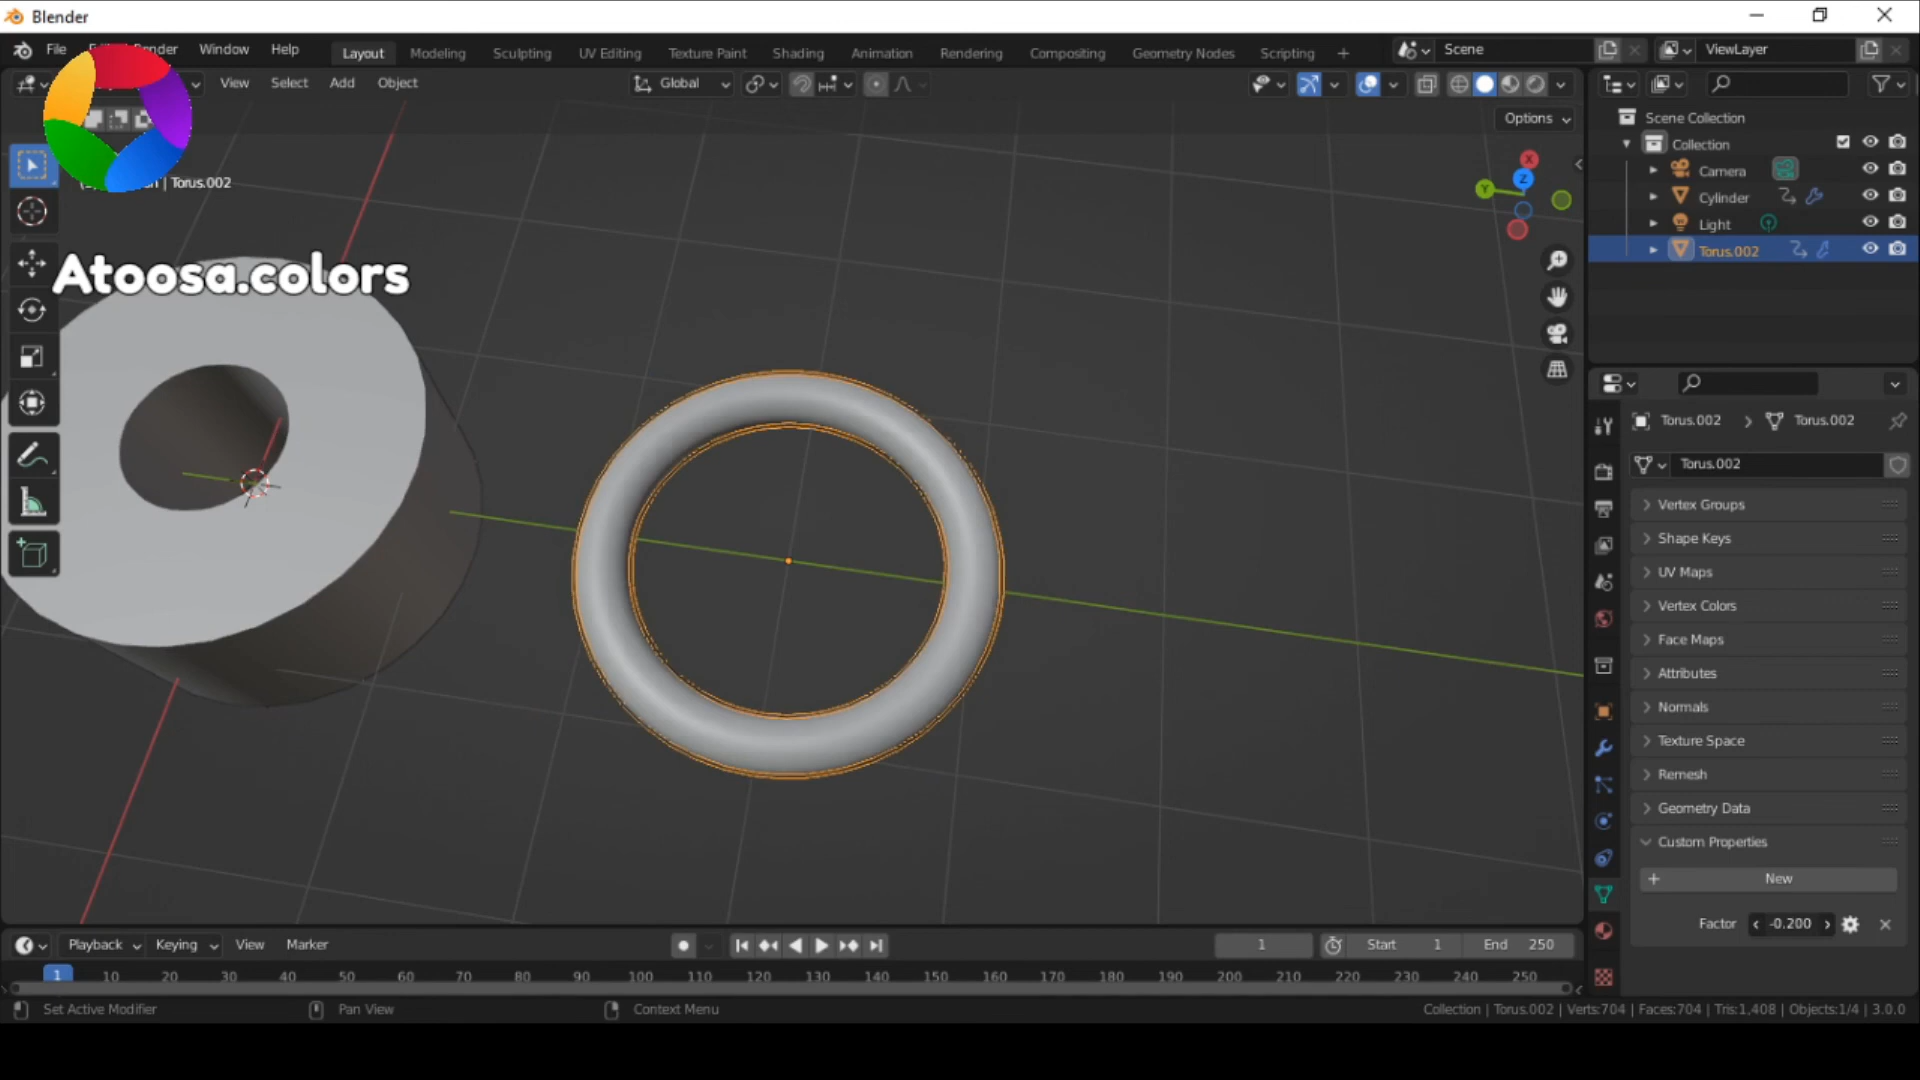 Blender
File
Render
Window
Help
Layout
Modeling
Sculpting
UV Editing
Texture Paint
Shading
Animation
Rendering
Compositing
Geometry Nodes
Scripting
+
Scene
ViewLayer
View
Select
Add
Object
Global
Options
Torus.002
Atoosa.colors
X
Y
Z
Scene Collection
Collection
Camera
Cylinder
Light
Torus.002
Torus.002 > Torus.002
Torus.002
Vertex Groups
Shape Keys
UV Maps
Vertex Colors
Face Maps
Attributes
Normals
Texture Space
Remesh
Geometry Data
Custom Properties
+ New
Factor -0.200
Playback
Keying
View
Marker
1
Start 1
End 250
1 10 20 30 40 50 60 70 80 90 100 110 120 130 140 150 160 170 180 190 200 210 220 230 240 250
Set Active Modifier
Pan View
Context Menu
Collection | Torus.002 | Verts:704 | Faces:704 | Tris:1,408 | Objects:1/4 | 3.0.0